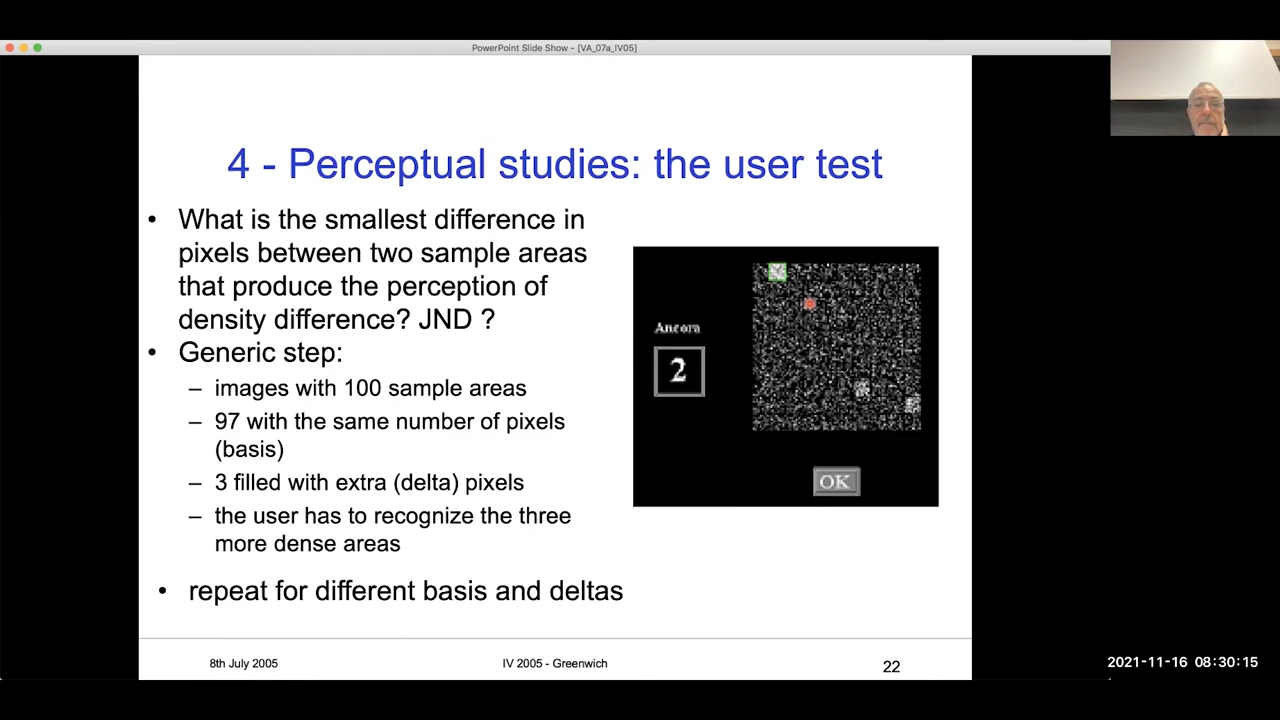 PowerPoint Slide Show - [VA_07a_IV05]
4 - Perceptual studies: the user test
• What is the smallest difference in
pixels between two sample areas
that produce the perception of
density difference? JND ?
• Generic step:
– images with 100 sample areas
– 97 with the same number of pixels
(basis)
– 3 filled with extra (delta) pixels
– the user has to recognize the three
more dense areas
• repeat for different basis and deltas
Ancora
2
OK
8th July 2005
IV 2005 - Greenwich
22
2021-11-16 08:30:15